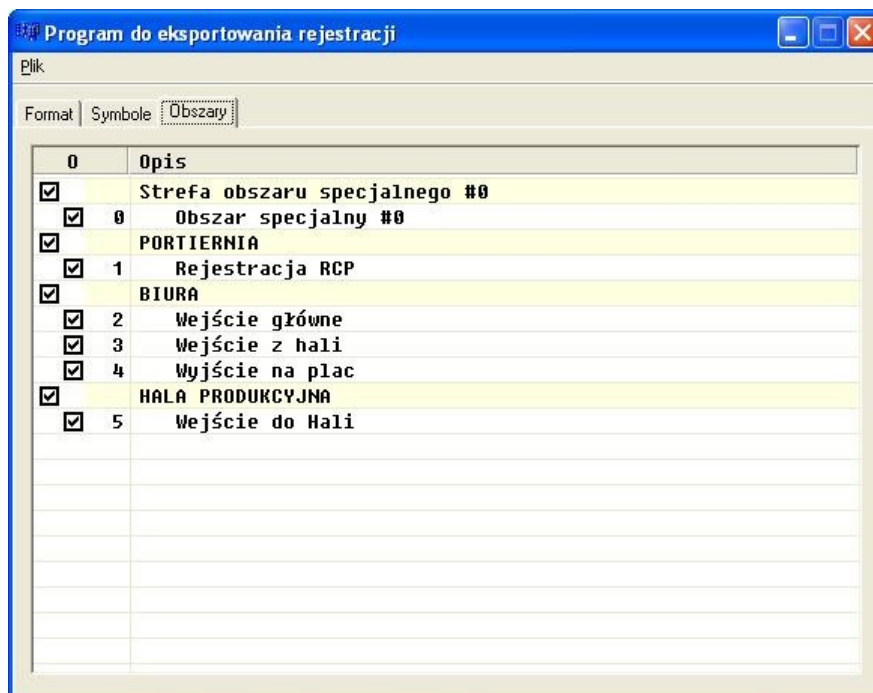 Program do eksportowania rejestracji
Plik
Format Symbole Obszary
O Opis
Strefa obszaru specjalnego #0
0 Obszar specjalny #0
PORTIERNIA
1 Rejestracja RCP
BIURA
2 Wejście główne
3 Wejście z hali
4 Wyjście na plac
HALA PRODUKCYJNA
5 Wejście do Hali